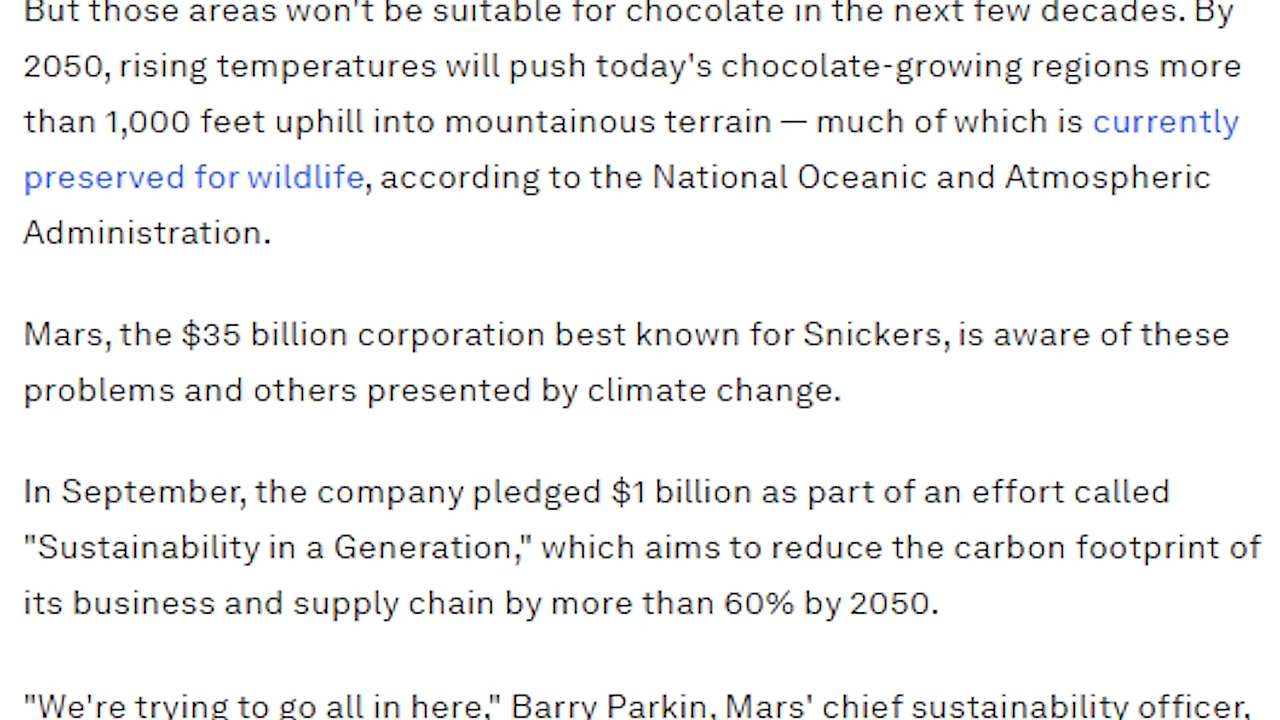 But those areas won't be suitable for chocolate in the next few decades. By
2050, rising temperatures will push today's chocolate-growing regions more
than 1,000 feet uphill into mountainous terrain — much of which is currently
preserved for wildlife, according to the National Oceanic and Atmospheric
Administration.
Mars, the $35 billion corporation best known for Snickers, is aware of these
problems and others presented by climate change.
In September, the company pledged $1 billion as part of an effort called
"Sustainability in a Generation," which aims to reduce the carbon footprint of
its business and supply chain by more than 60% by 2050.
"We're trying to go all in here," Barry Parkin, Mars' chief sustainability officer,